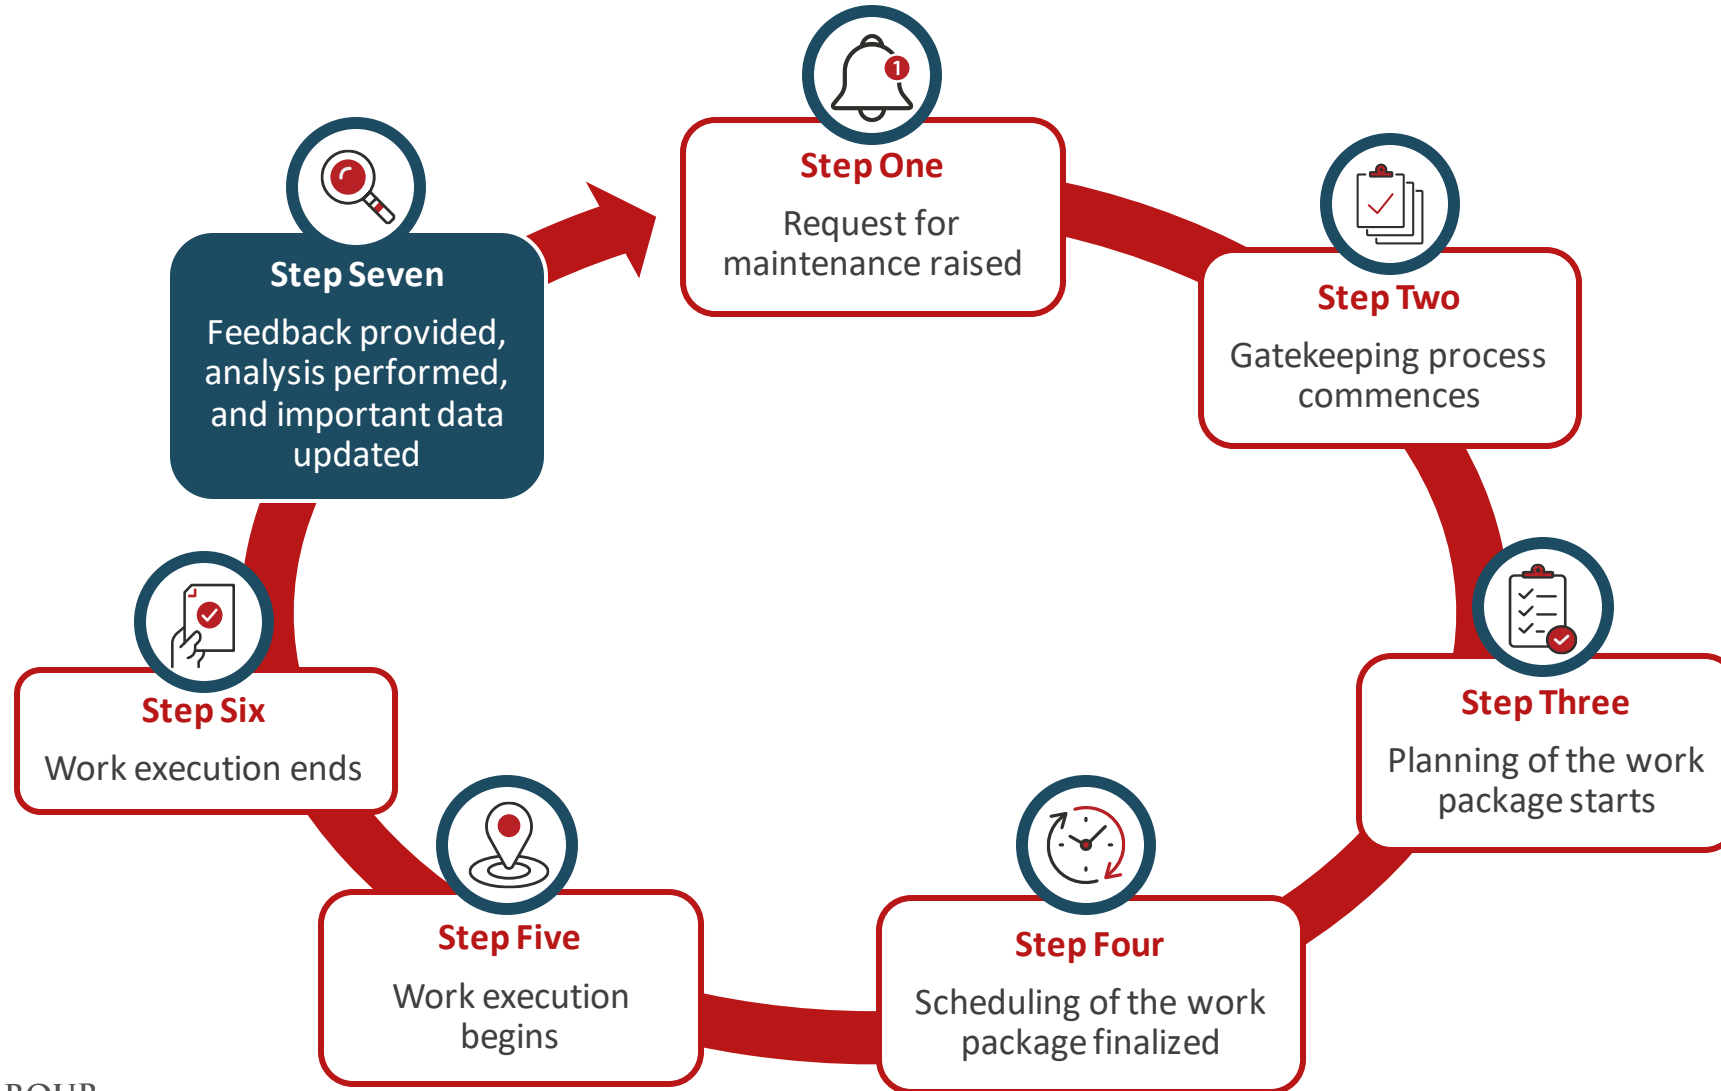 1
Step One
Request for
maintenance raised
Step Two
Gatekeeping process
commences
Step Three
Planning of the work
package starts
Step Four
Scheduling of the work
package finalized
Step Five
Work execution
begins
Step Six
Work execution ends
Step Seven
Feedback provided,
analysis performed,
and important data
updated